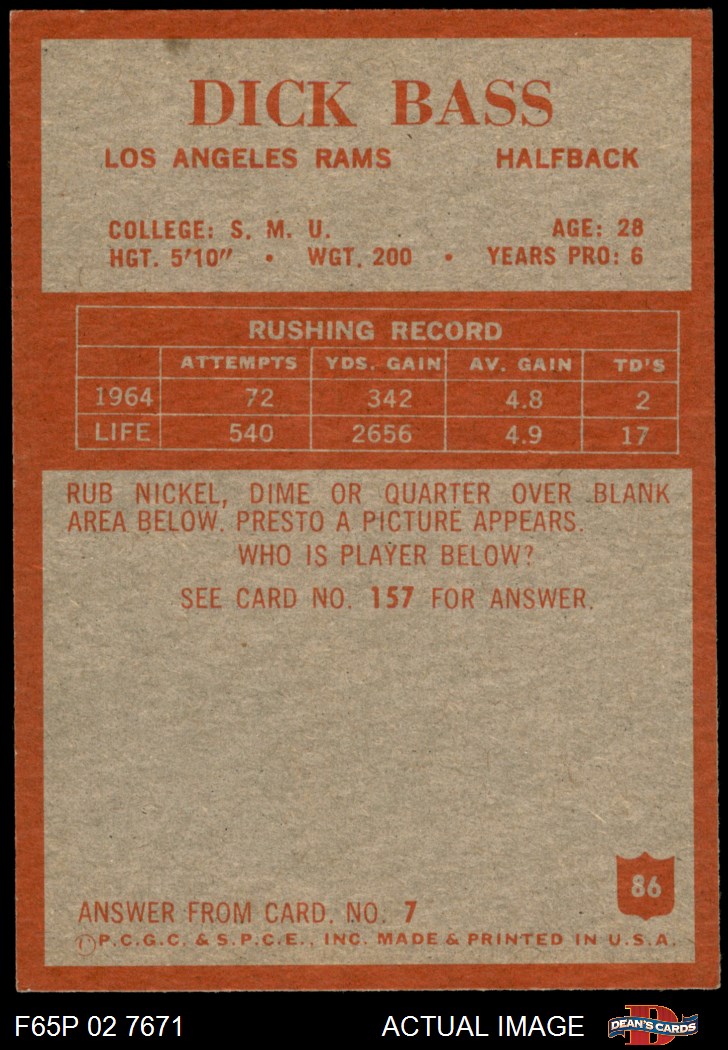 DICK BASS
LOS ANGELES RAMS HALFBACK
COLLEGE: S. M. U. AGE: 28
HGT. 5'10" • WGT. 200 • YEARS PRO: 6
RUSHING RECORD
ATTEMPTS YDS. GAIN AV. GAIN TD'S
1964 72 342 4.8 2
LIFE 540 2656 4.9 17
RUB NICKEL, DIME OR QUARTER OVER BLANK
AREA BELOW. PRESTO A PICTURE APPEARS.
WHO IS PLAYER BELOW?
SEE CARD NO. 157 FOR ANSWER.
86
ANSWER FROM CARD. NO. 7
P.C.G.C. & S.P.C.E., INC. MADE & PRINTED IN U.S.A.
F65P 02 7671 ACTUAL IMAGE D DEAN'S CARDS